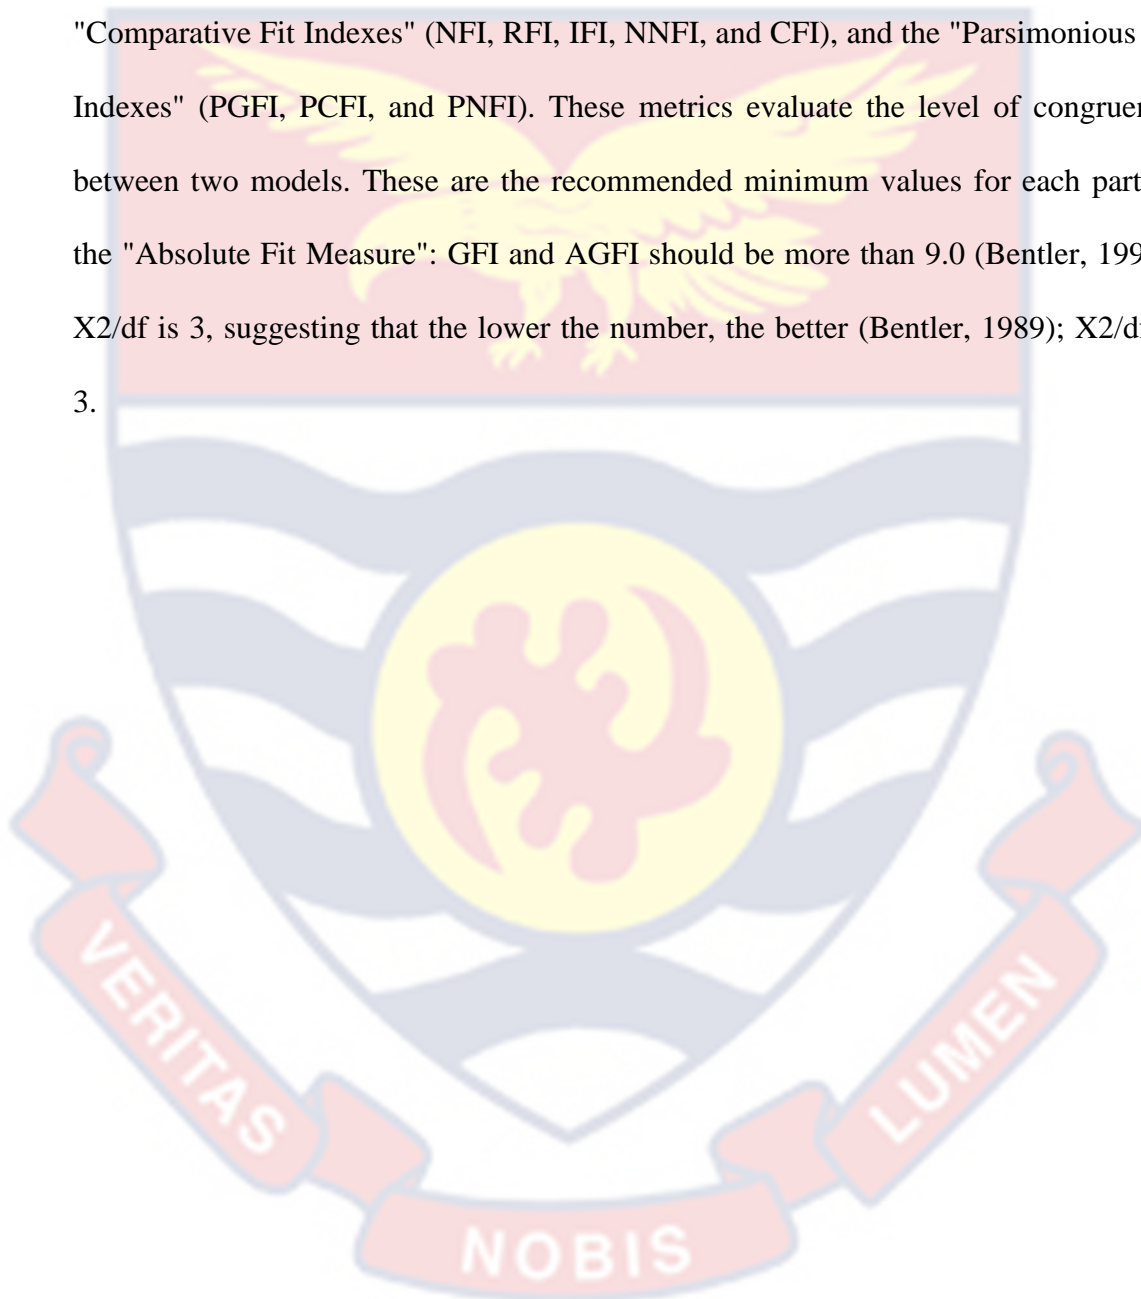 "Comparative Fit Indexes" (NFI, RFI, IFI, NNFI, and CFI), and the "Parsimonious
Indexes" (PGFI, PCFI, and PNFI). These metrics evaluate the level of
between two models. These are the recommended minimum values for each part
the "Absolute Fit Measure": GFI and AGFI should be more than 9.0 (Bentler,
X2/df is 3, suggesting that the lower the number, the better (Bentler, 1989);
3.
VERITAS
NOBIS
LUMEN